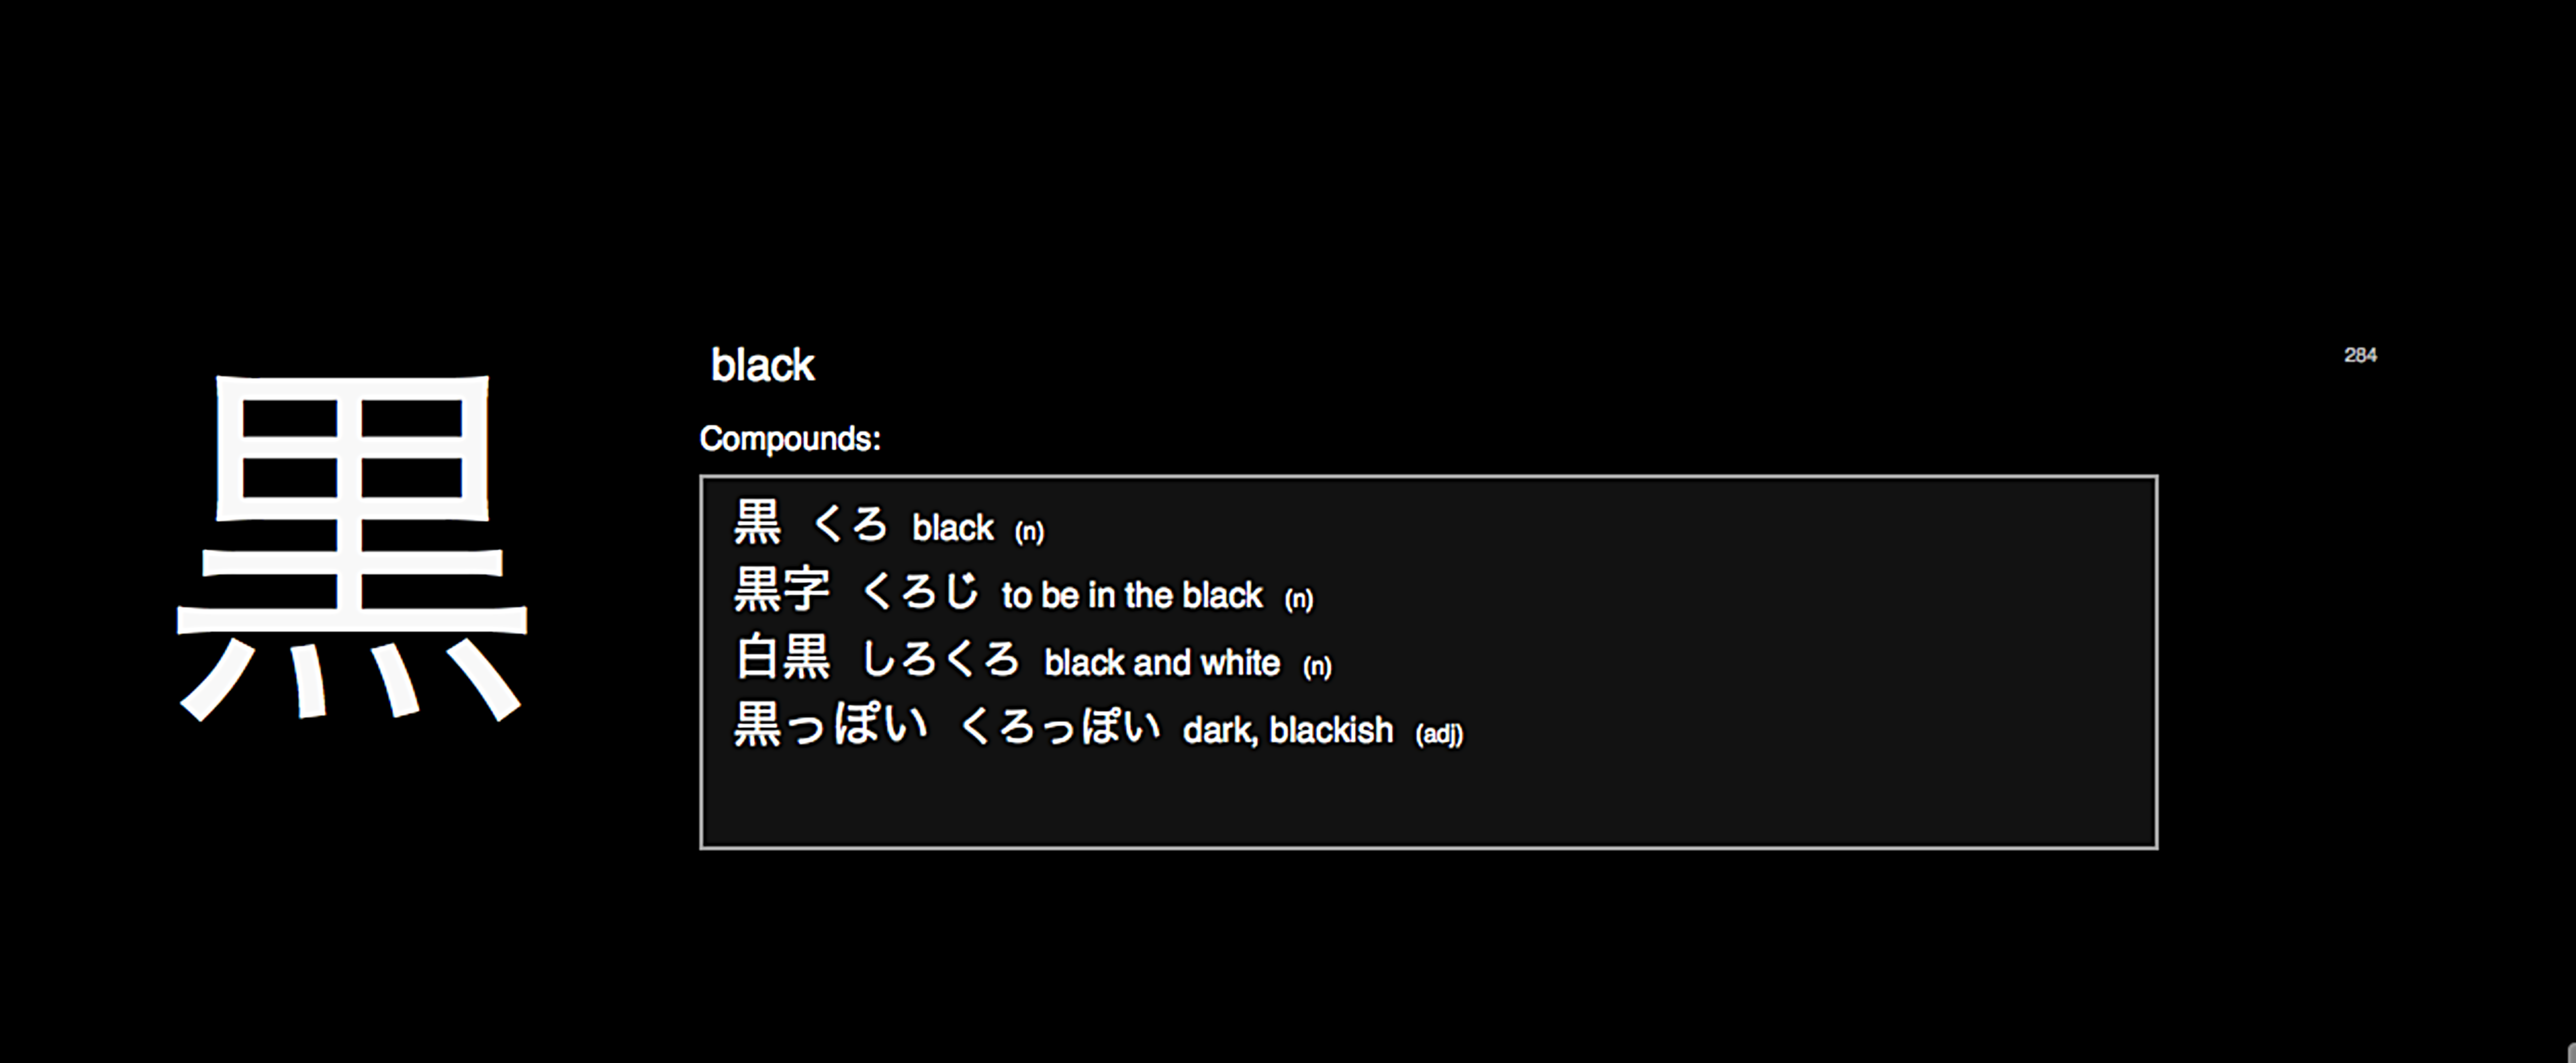 黒
black
284
Compounds:
黒 くろ black (n)
黒字 くろじ to be in the black (n)
白黒 しろくろ black and white (n)
黒っぽい くろっぽい dark, blackish (adj)